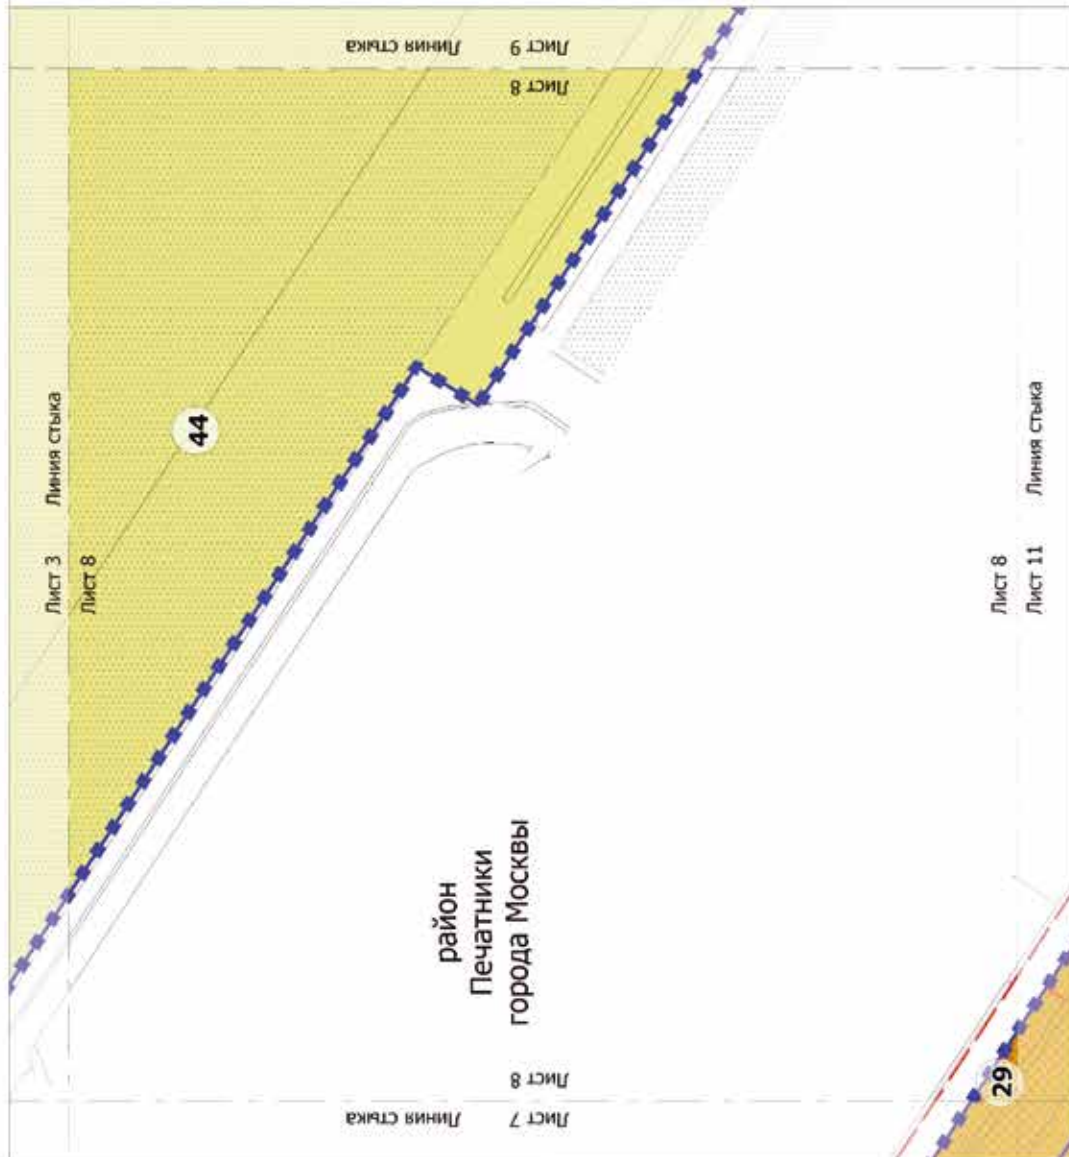 Линия стыка
Лист 9
Лист 8
Лист 3
Линия стыка
Лист 8
44
район
Печатники
города Москвы
Лист 8
Лист 11
Линия стыка
Лист 8
Линия стыка
Лист 7
29